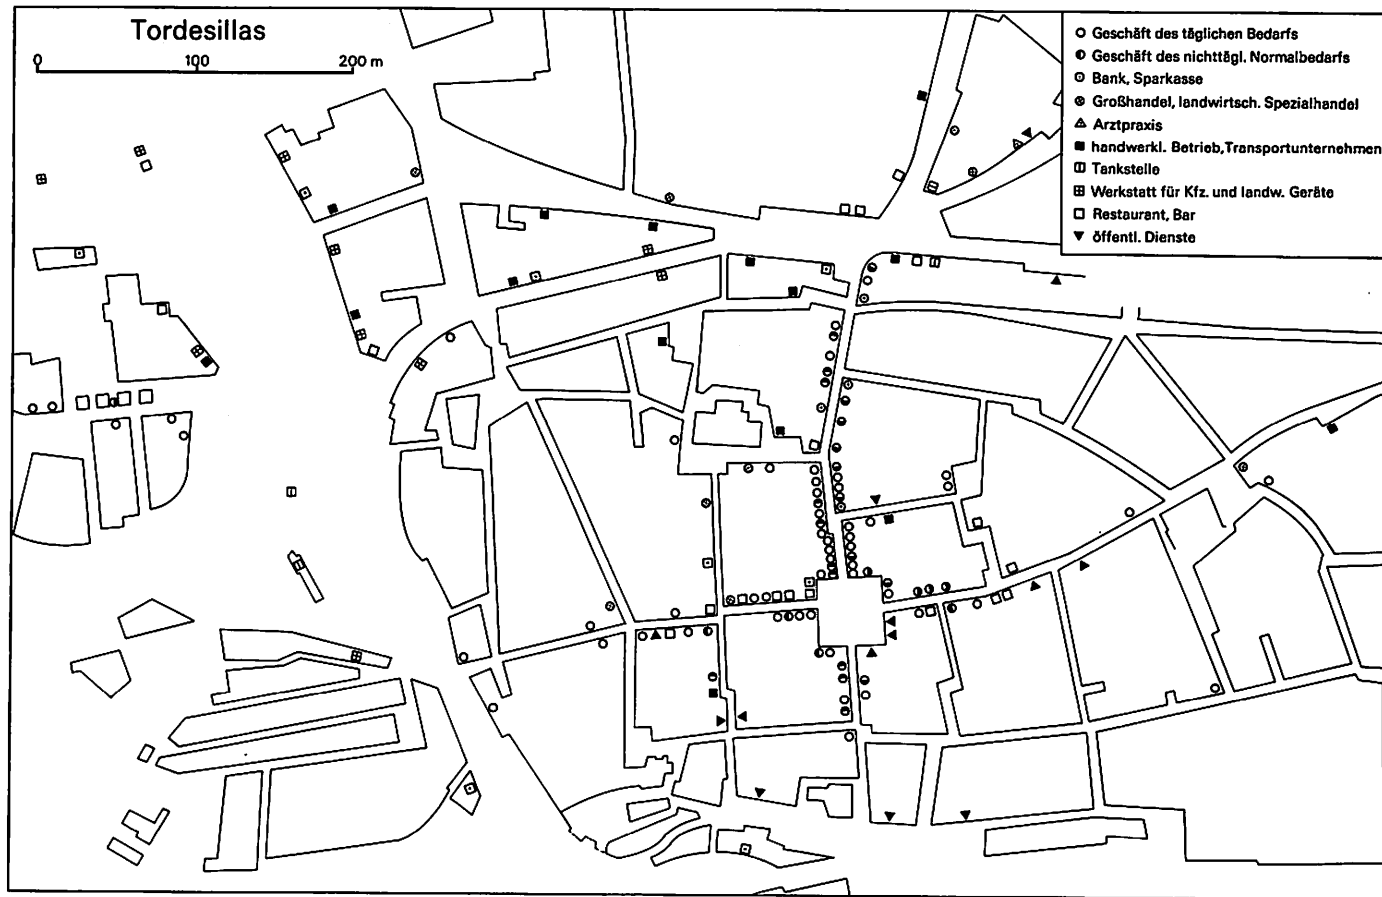 Tordesillas
0 100 200 m
Geschäft des täglichen Bedarfs
Geschäft des nichttägl. Normalbedarfs
Bank, Sparkasse
Großhandel, landwirtsch. Spezialhandel
Arztpraxis
handwerkl. Betrieb, Transportunternehmen
Tankstelle
Werkstatt für Kfz. und landw. Geräte
Restaurant, Bar
öffentl. Dienste